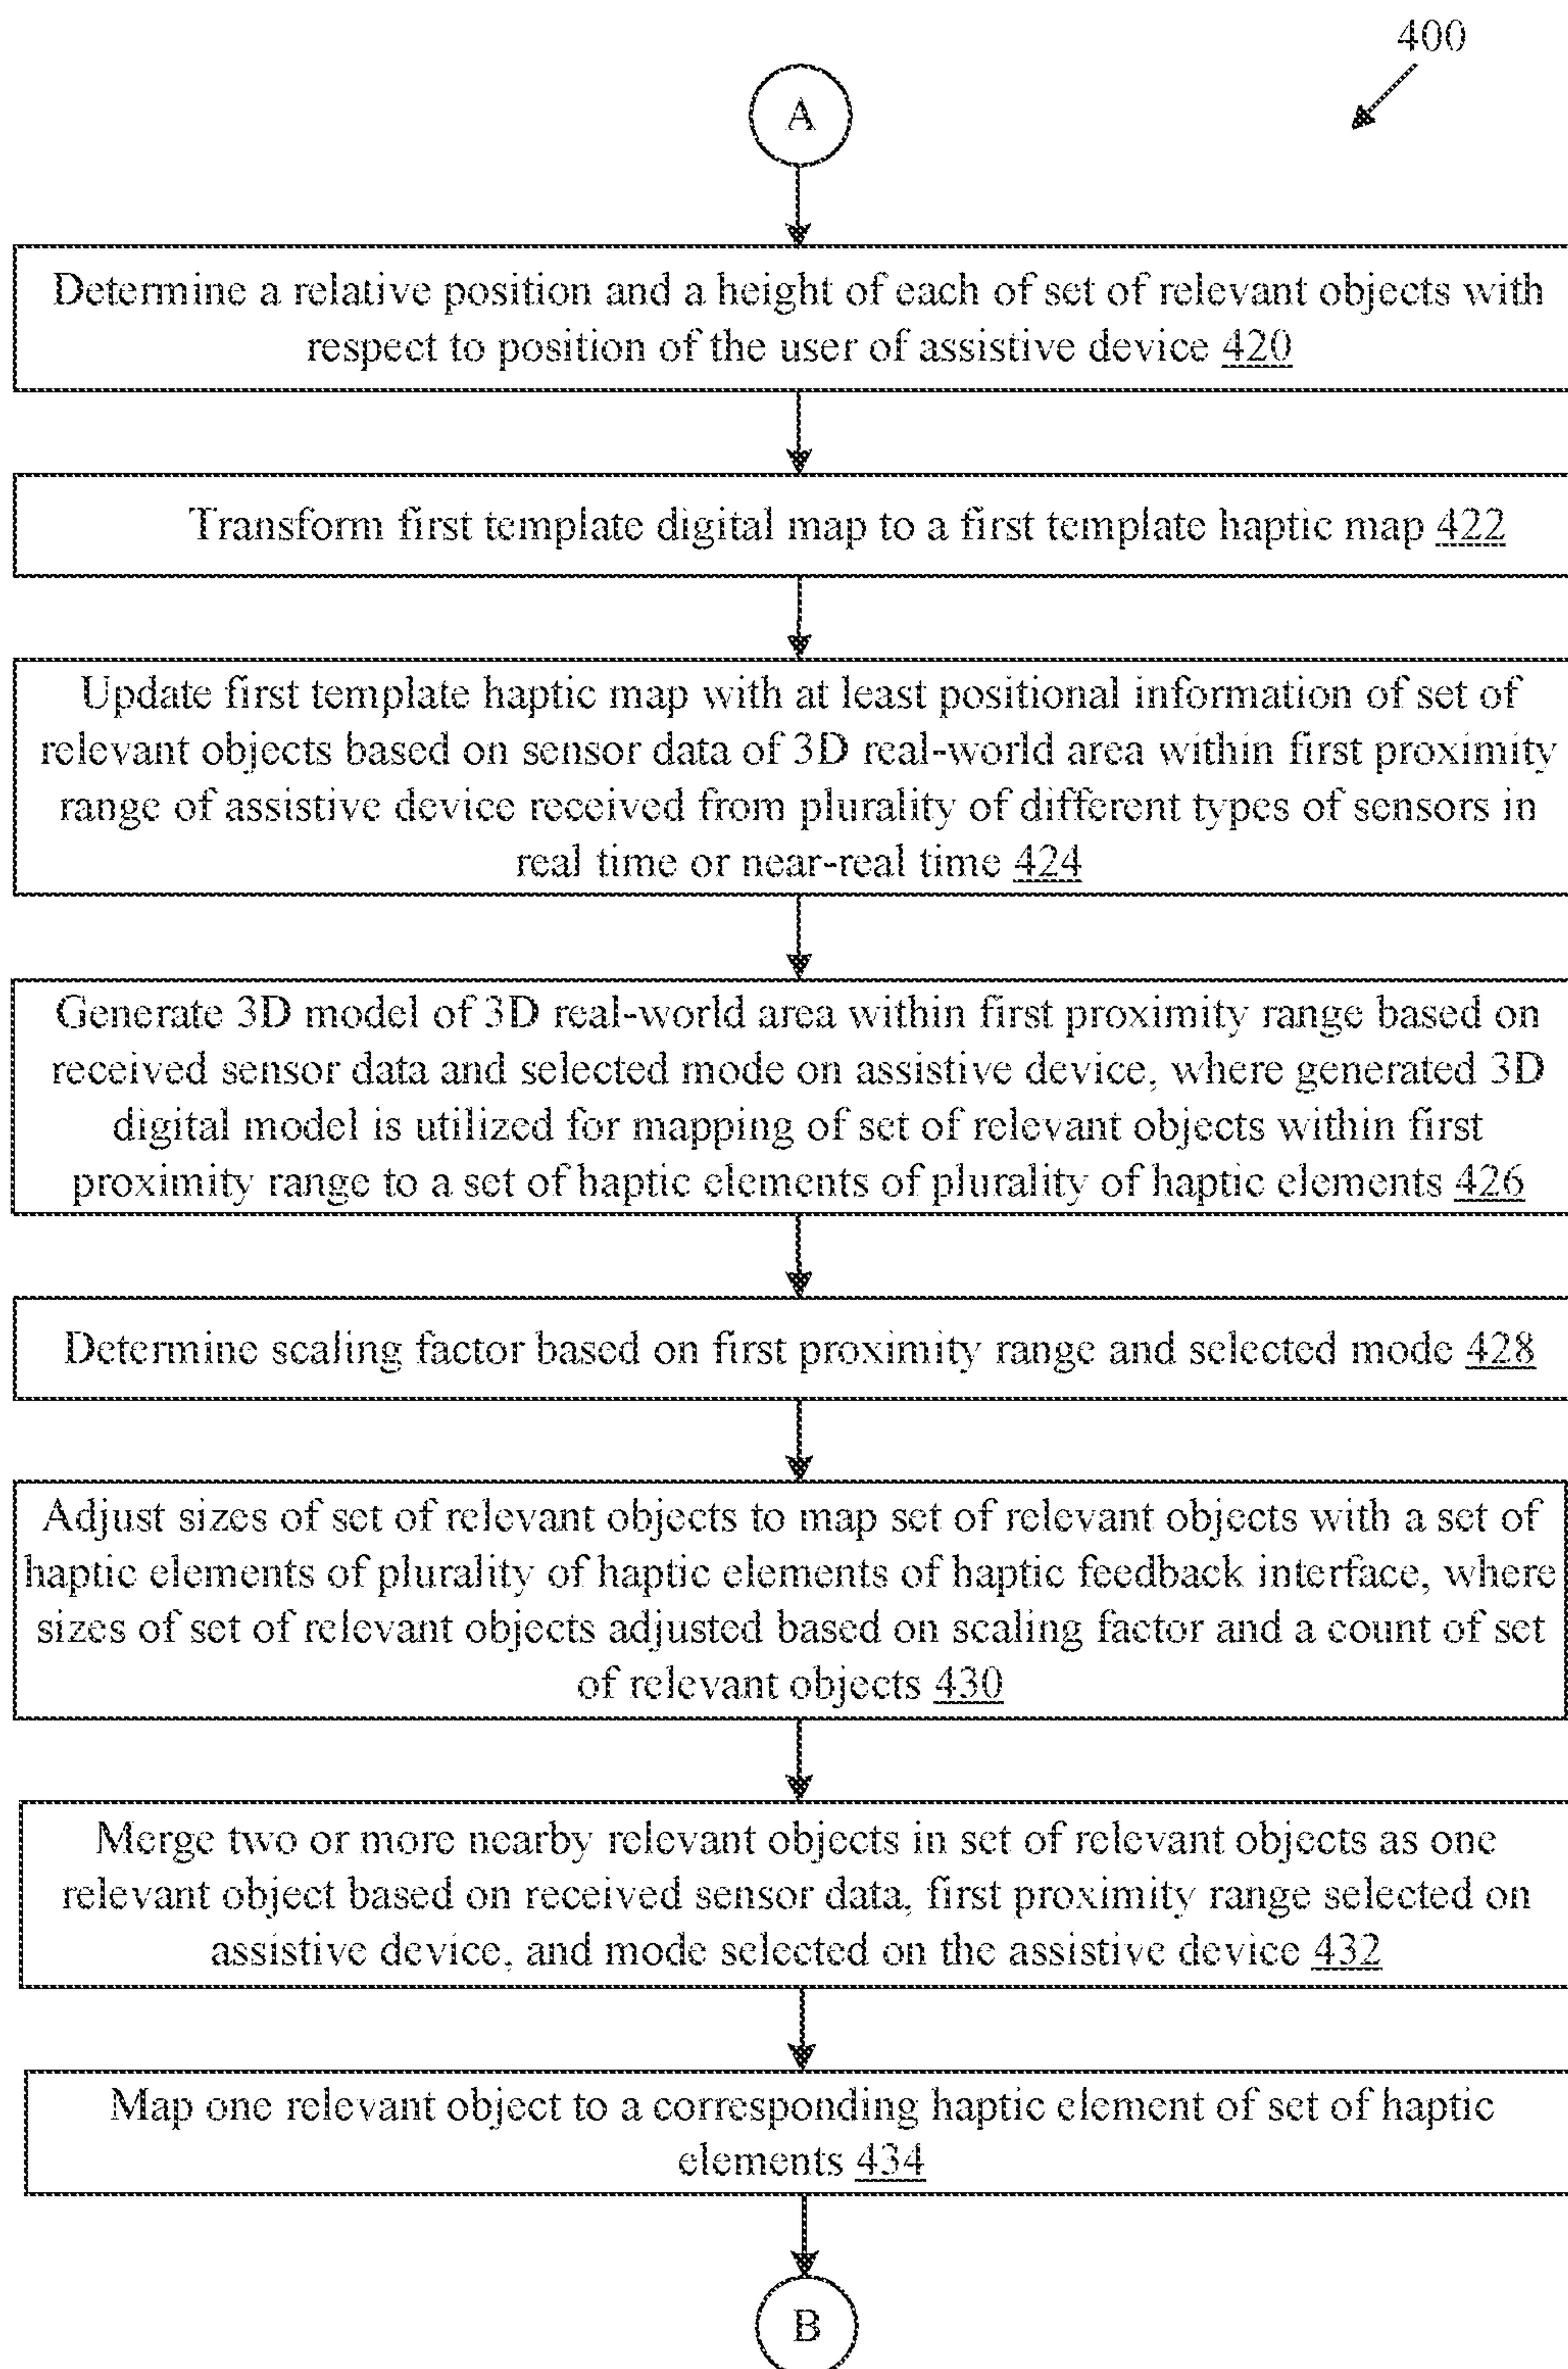 400
A
Determine a relative position and a height of each of set of relevant objects with
respect to position of the user of assistive device 420
Transform first template digital map to a first template haptic map 422
Update first template haptic map with at least positional information of set of
relevant objects based on sensor data of 3D real-world area within first proximity
range of assistive device received from plurality of different types of sensors in
real time or near-real time 424
Generate 3D model of 3D real-world area within first proximity range based on
received sensor data and selected mode on assistive device, where generated 3D
digital model is utilized for mapping of set of relevant objects within first
proximity range to a set of haptic elements of plurality of haptic elements 426
Determine scaling factor based on first proximity range and selected mode 428
Adjust sizes of set of relevant objects to map set of relevant objects with a set of
haptic elements of plurality of haptic elements of haptic feedback interface, where
sizes of set of relevant objects adjusted based on scaling factor and a count of set
of relevant objects 430
Merge two or more nearby relevant objects in set of relevant objects as one
relevant object based on received sensor data, first proximity range selected on
assistive device, and mode selected on the assistive device 432
Map one relevant object to a corresponding haptic element of set of haptic
elements 434
B